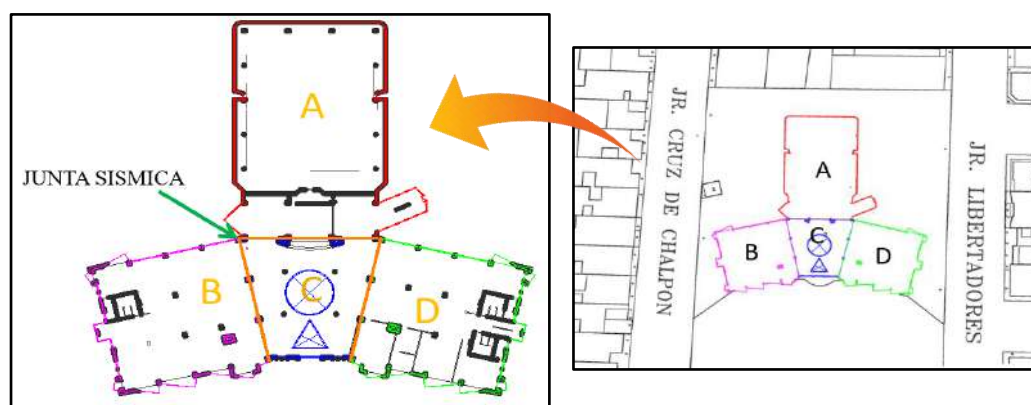 A
JUNTA SISMICA
B
C
D
JR. CRUZ DE CHALPON
A
B
C
D
JR. LIBERTADORES